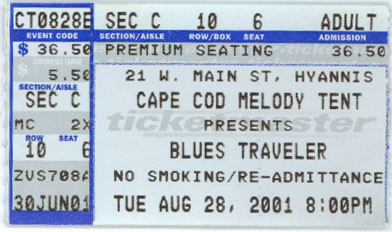 CT0828E SEC C 10 6 ADULT
EVENT CODE SECTION/AISLE ROW/BOX SEAT ADMISSION
$ 36.50 PREMIUM SEATING 36.50
5.50 21 W. MAIN ST, HYANNIS
SECTION/AISLE
SEC C CAPE COD MELODY TENT
ticketmaster
MC 2X PRESENTS
ROW SEAT
10 6 BLUES TRAVELER
ZVS708A NO SMOKING/RE-ADMITTANCE
30JUN01 TUE AUG 28, 2001 8:00PM